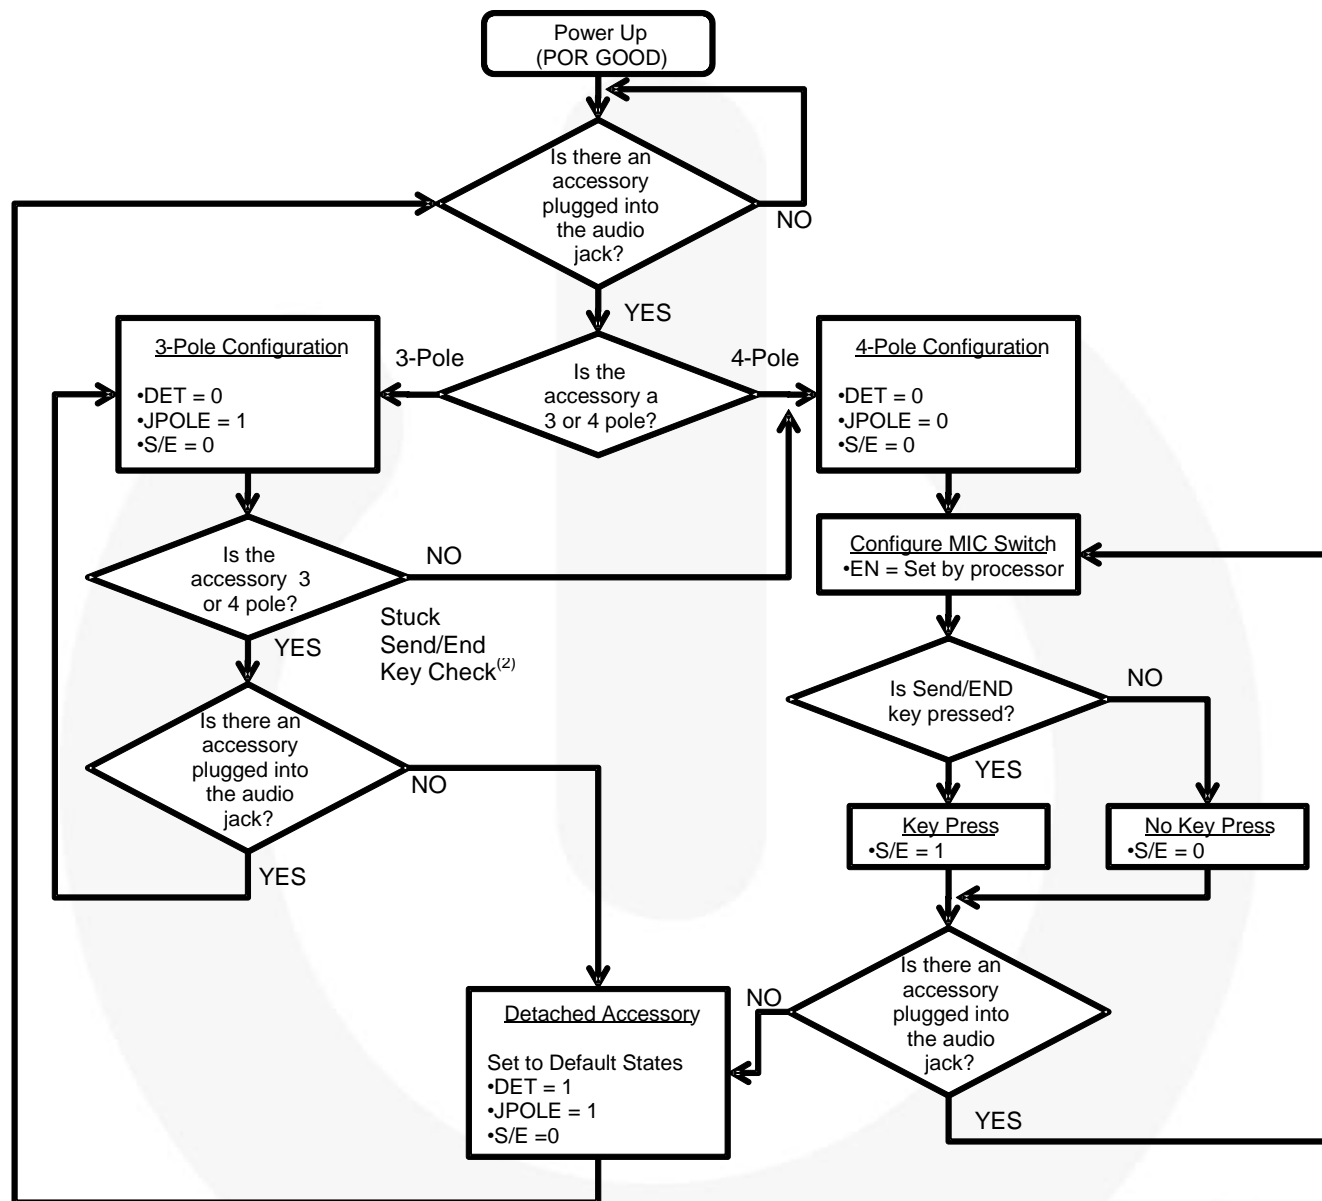 Power Up
(POR GOOD)
Is there an
accessory
plugged into
the audio
jack?
NO
YES
3-Pole Configuration
•DET = 0
•JPOLE = 1
•S/E = 0
3-Pole
Is the
accessory a
3 or 4 pole?
4-Pole
4-Pole Configuration
•DET = 0
•JPOLE = 0
•S/E = 0
Is the
accessory 3
or 4 pole?
NO
YES
Stuck
Send/End
Key Check(2)
Configure MIC Switch
•EN = Set by processor
Is Send/END
key pressed?
NO
YES
Is there an
accessory
plugged into
the audio
jack?
NO
YES
Key Press
•S/E = 1
No Key Press
•S/E = 0
Is there an
accessory
plugged into
the audio
jack?
NO
YES
Detached Accessory
Set to Default States
•DET = 1
•JPOLE = 1
•S/E =0